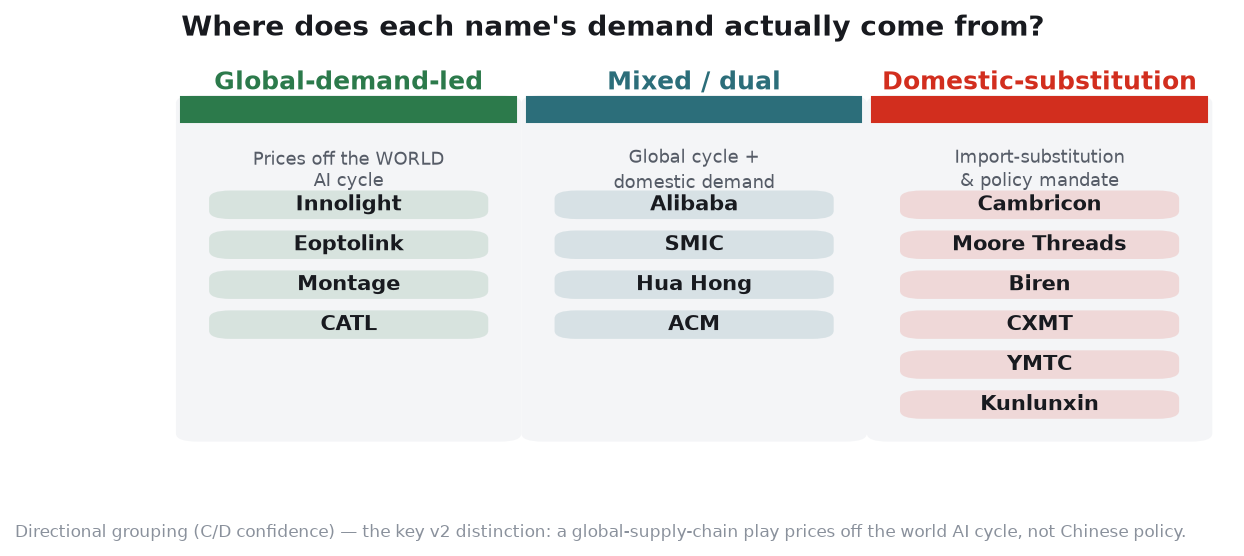 Where does each name's demand actually come from?
Global-demand-led
Prices off the WORLD
AI cycle
Innolight
Eoptolink
Montage
CATL
Mixed / dual
Global cycle +
domestic demand
Alibaba
SMIC
Hua Hong
ACM
Domestic-substitution
Import-substitution
& policy mandate
Cambricon
Moore Threads
Biren
CXMT
YMTC
Kunlunxin
Directional grouping (C/D confidence) — the key v2 distinction: a global-supply-chain play prices off the world AI cycle, not Chinese policy.